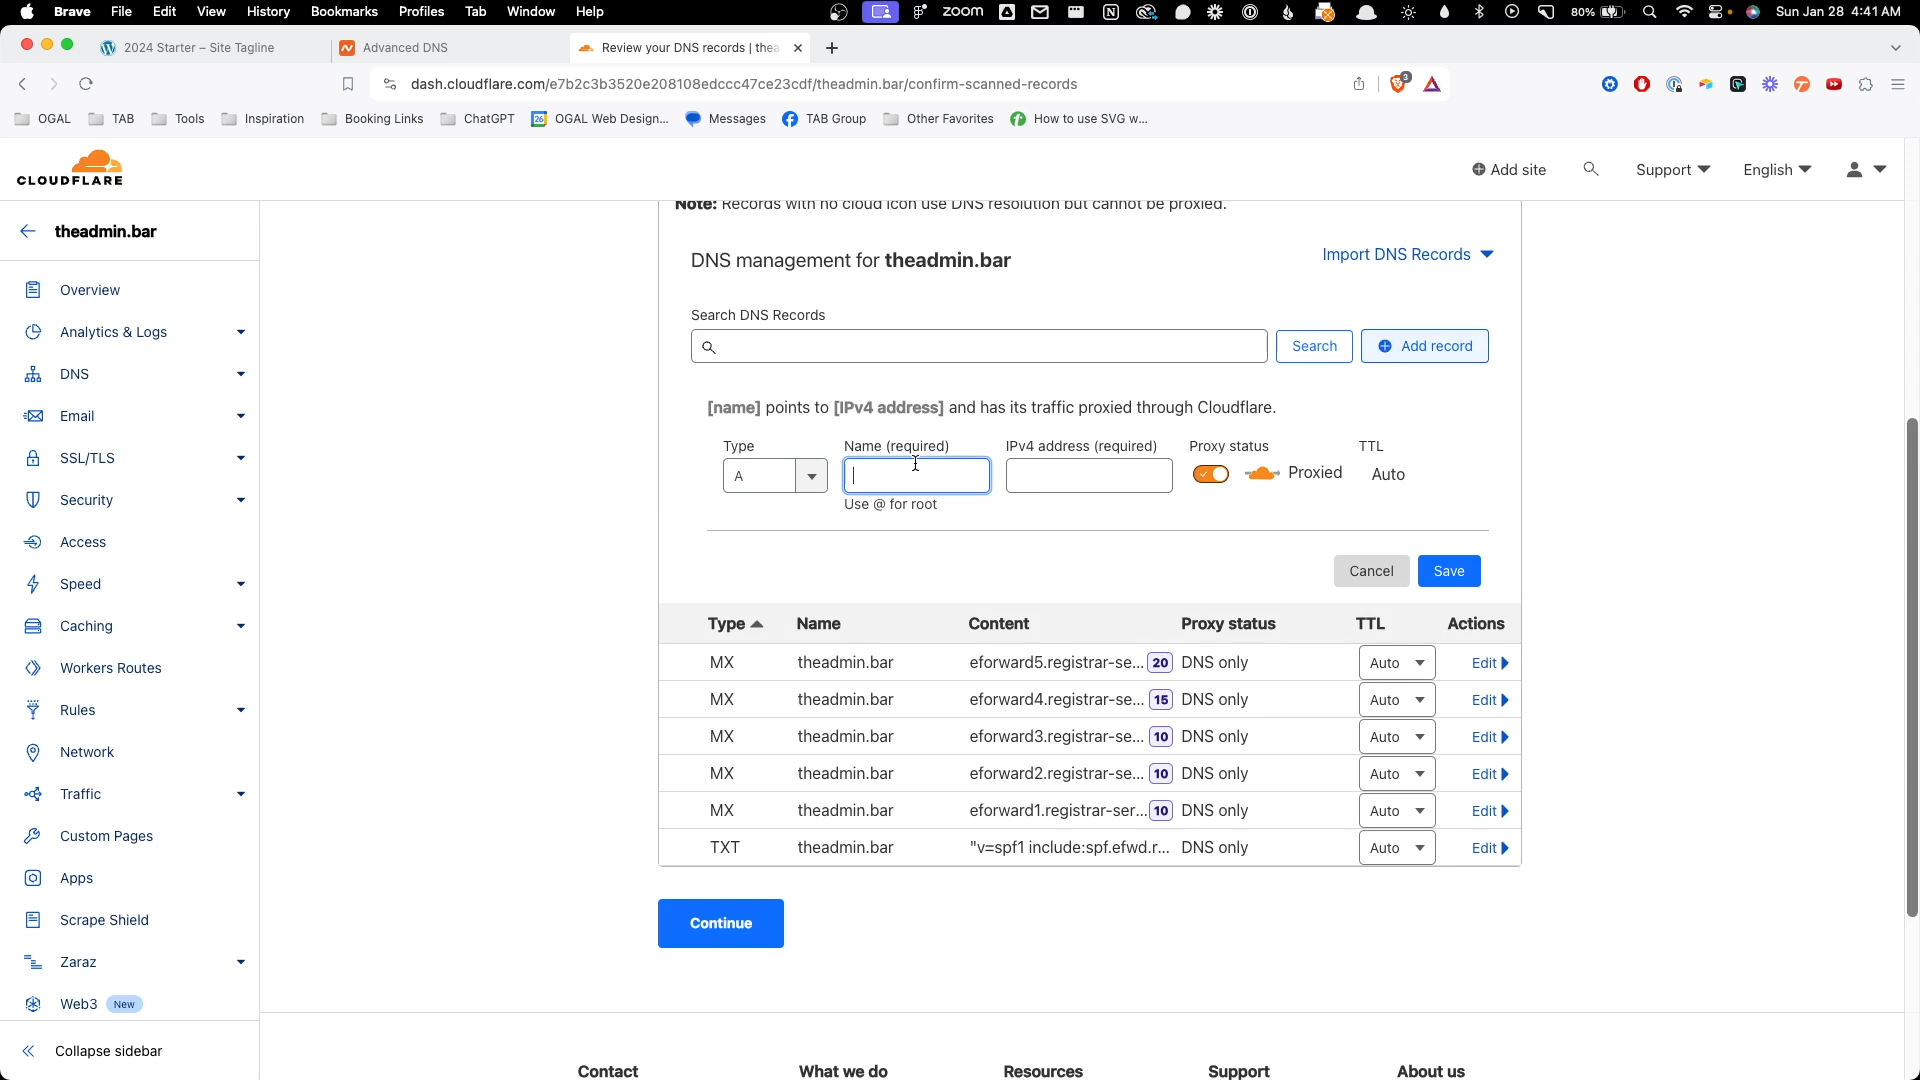 Brave File Edit View History Bookmarks Profiles Tab Window Help zoom 80% Sun Jan 28 4:41 AM
2024 Starter – Site Tagline Advanced DNS Review your DNS records | thea
dash.cloudflare.com/e7b2c3b3520e208108edccc47ce23cdf/theadmin.bar/confirm-scanned-records 3
OGAL TAB Tools Inspiration Booking Links ChatGPT 26 OGAL Web Design... Messages TAB Group Other Favorites How to use SVG w...
CLOUDFLARE
Add site Support English
theadmin.bar
Overview
Analytics & Logs
DNS
Email
SSL/TLS
Security
Access
Speed
Caching
Workers Routes
Rules
Network
Traffic
Custom Pages
Apps
Scrape Shield
Zaraz
Web3 New
Collapse sidebar
Note: Records with no cloud icon use DNS resolution but cannot be proxied.
DNS management for theadmin.bar Import DNS Records
Search DNS Records
Search Add record
[name] points to [IPv4 address] and has its traffic proxied through Cloudflare.
Type Name (required) IPv4 address (required) Proxy status TTL
A Proxied Auto
Use @ for root
Cancel Save
Type Name Content Proxy status TTL Actions
MX theadmin.bar eforward5.registrar-se... 20 DNS only Auto Edit
MX theadmin.bar eforward4.registrar-se... 15 DNS only Auto Edit
MX theadmin.bar eforward3.registrar-se... 10 DNS only Auto Edit
MX theadmin.bar eforward2.registrar-se... 10 DNS only Auto Edit
MX theadmin.bar eforward1.registrar-ser... 10 DNS only Auto Edit
TXT theadmin.bar "v=spf1 include:spf.efwd.r... DNS only Auto Edit
Continue
Contact What we do Resources Support About us